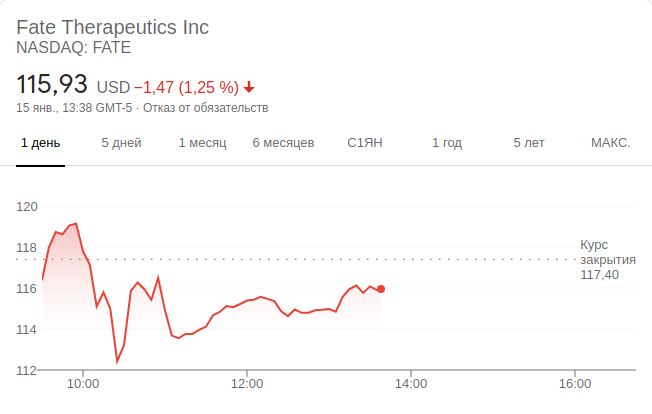 Fate Therapeutics Inc
NASDAQ: FATE
115,93 USD −1,47 (1,25 %)
15 янв., 13:38 GMT-5 · Отказ от обязательств
1 день 5 дней 1 месяц 6 месяцев С1ЯН 1 год 5 лет МАКС.
120
118
116
114
112
Курс
закрытия
117,40
10:00 12:00 14:00 16:00